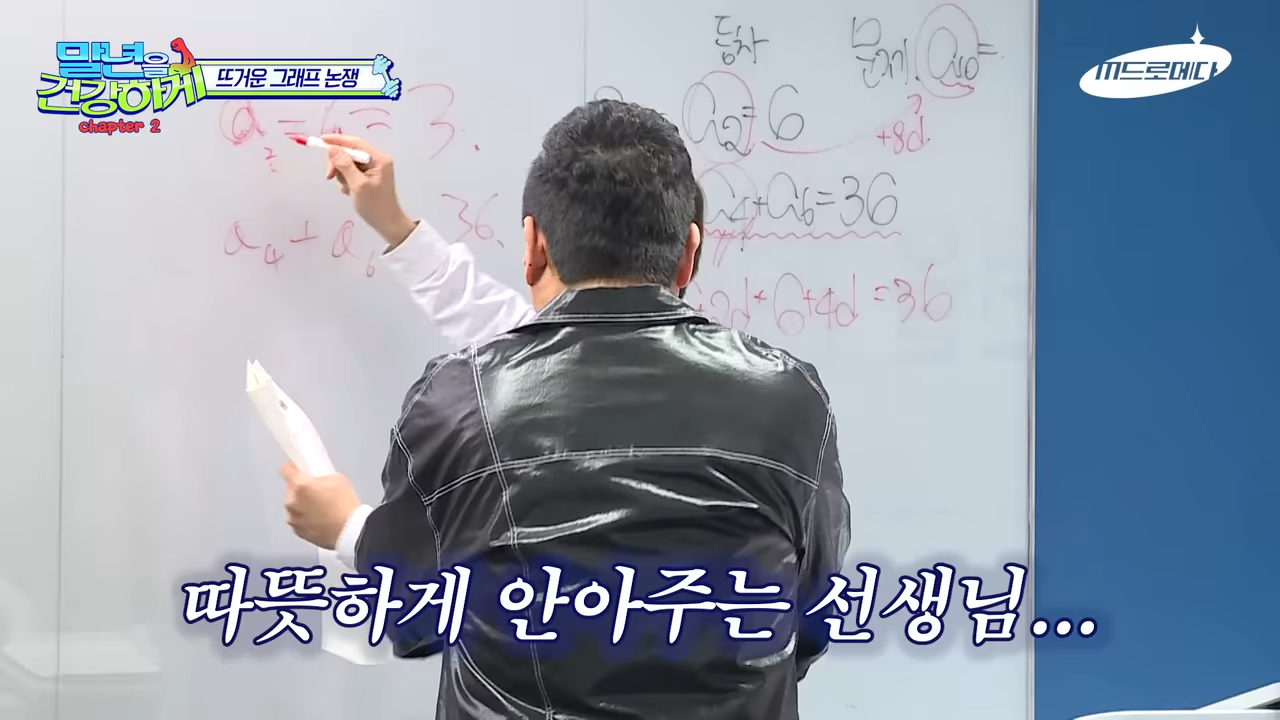 말년을
건강하게
chapter 2
뜨거운 그래프 논쟁
m드로메다
등차
문제. a₁₀=
?
+8d
a₂=6
a₄+a₆=36
+2d+6+4d=36
3.
a₄+a₆
36.
따뜻하게 안아주는 선생님...